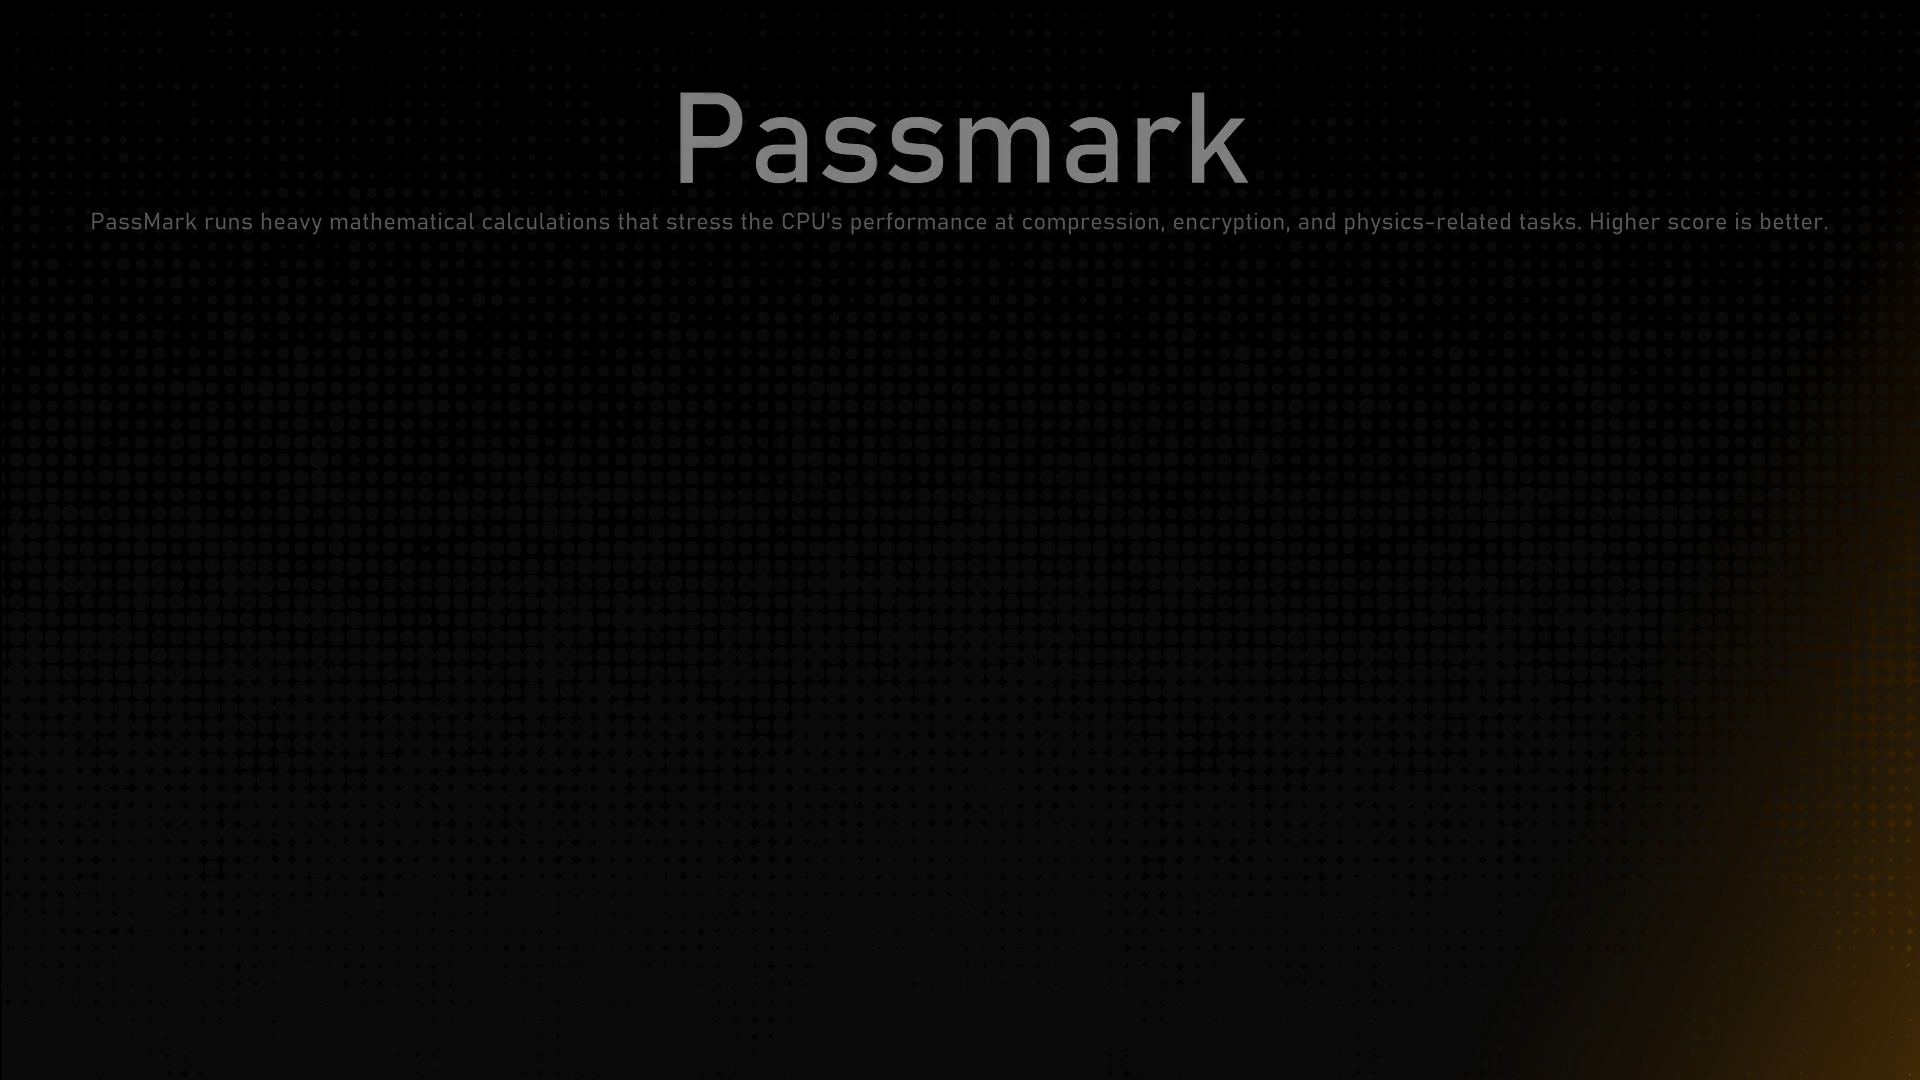 Passmark
PassMark runs heavy mathematical calculations that stress the CPU's performance at compression, encryption, and physics-related tasks. Higher score is better.